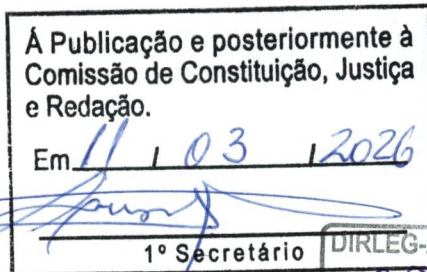 Á Publicação e posteriormente à
Comissão de Constituição, Justiça
e Redação.
Em 11 / 03 / 2026
1º Secretário
DIRLEG-